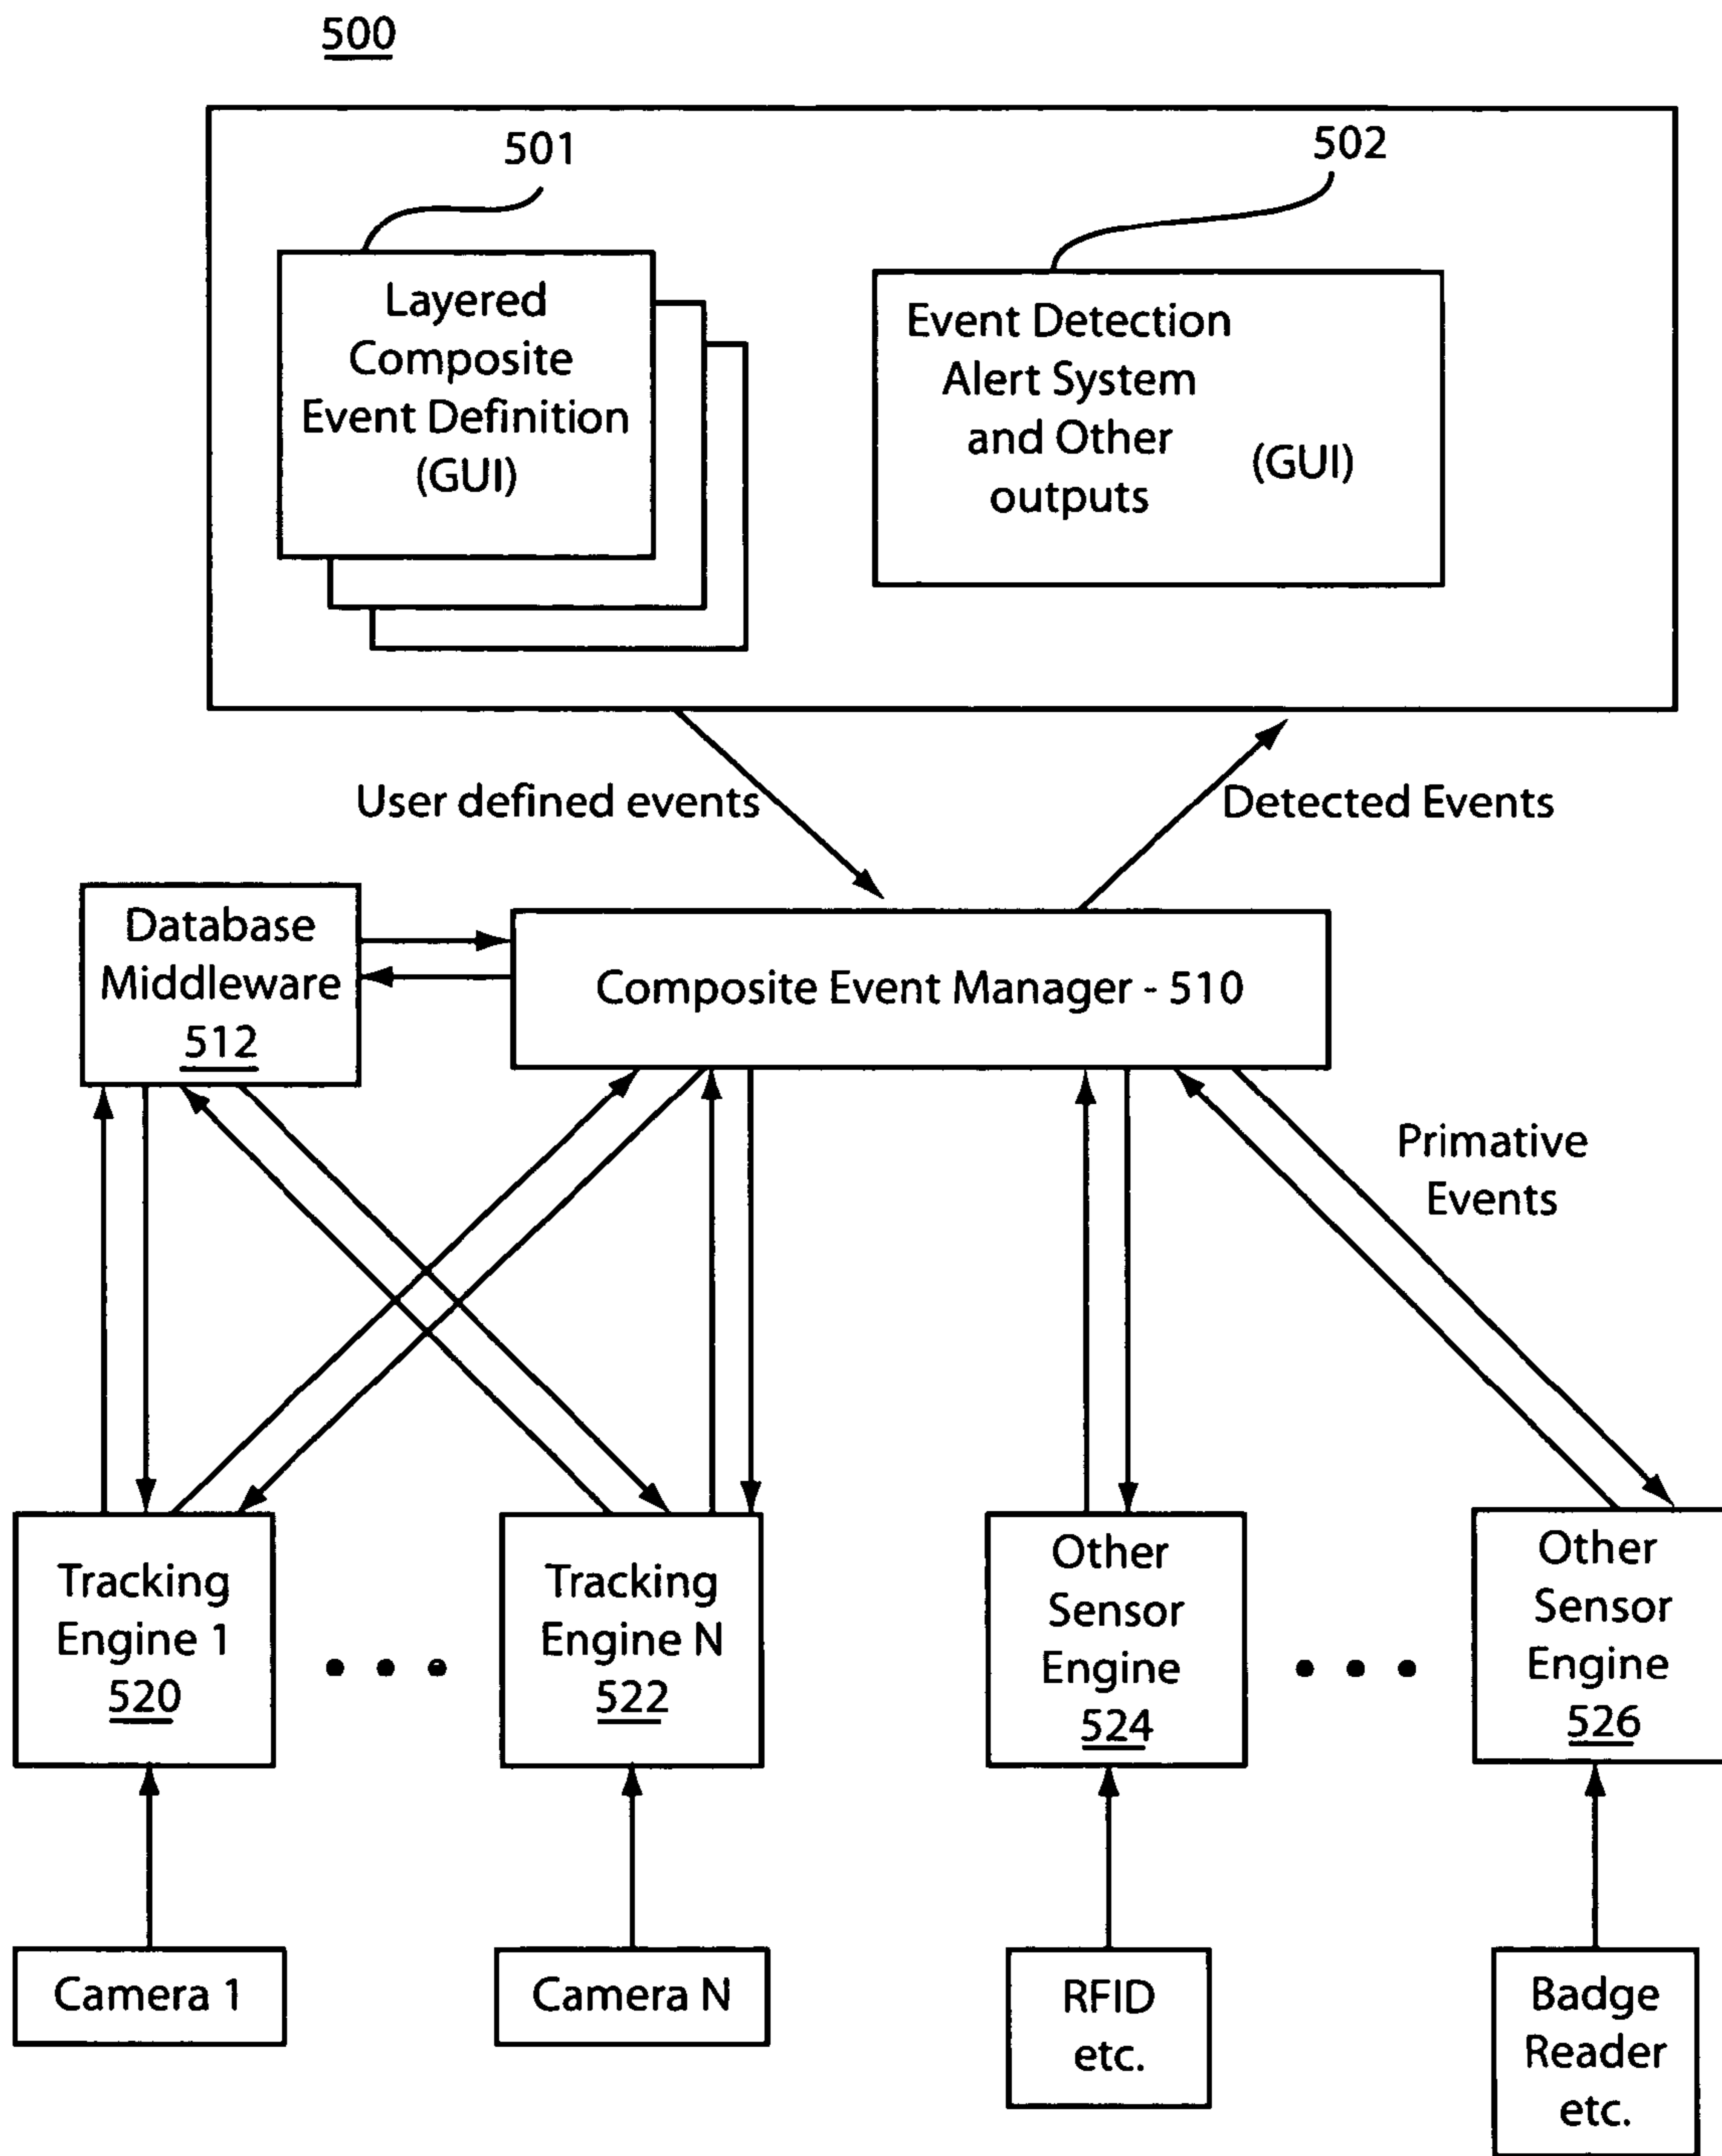 500
501
502
Layered
Composite
Event Definition
(GUI)
Event Detection
Alert System
and Other
outputs
(GUI)
User defined events
Detected Events
Database
Middleware
512
Composite Event Manager - 510
Primative
Events
Tracking
Engine 1
520
Tracking
Engine N
522
Other
Sensor
Engine
524
Other
Sensor
Engine
526
Camera 1
Camera N
RFID
etc.
Badge
Reader
etc.